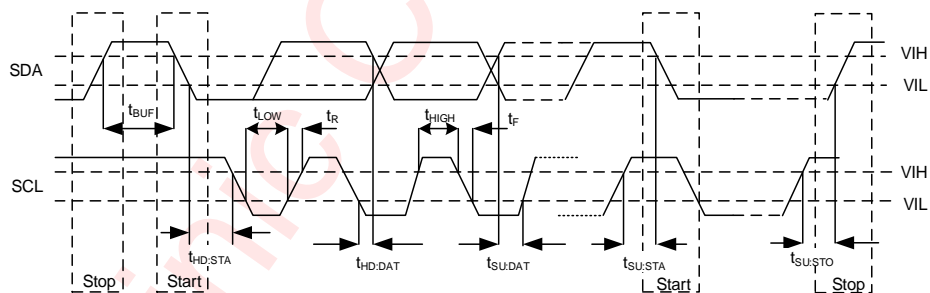 SDA
VIH
VIL
tBUF
tLOW
tR
tHIGH
tF
SCL
VIH
VIL
tHD:STA
tHD:DAT
tSU:DAT
tSU:STA
tSU:STO
Stop
Start
Start
Stop
nic C